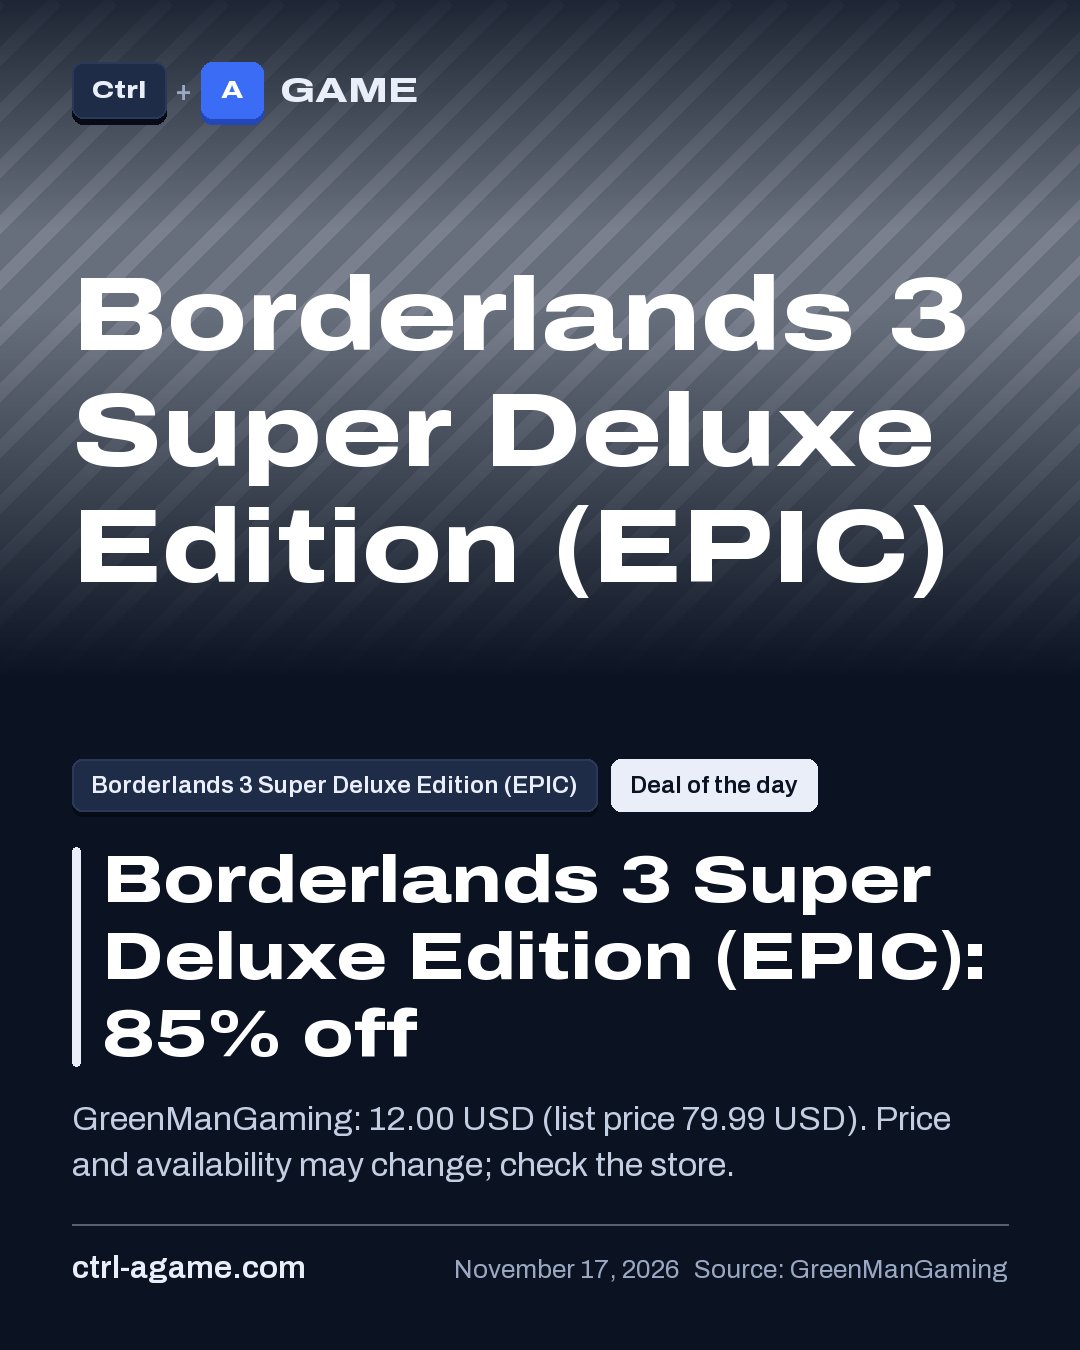 Ctrl + A GAME
Borderlands 3
Super Deluxe
Edition (EPIC)
Borderlands 3 Super Deluxe Edition (EPIC) Deal of the day
Borderlands 3 Super
Deluxe Edition (EPIC):
85% off
GreenManGaming: 12.00 USD (list price 79.99 USD). Price
and availability may change; check the store.
ctrl-agame.com November 17, 2026 Source: GreenManGaming